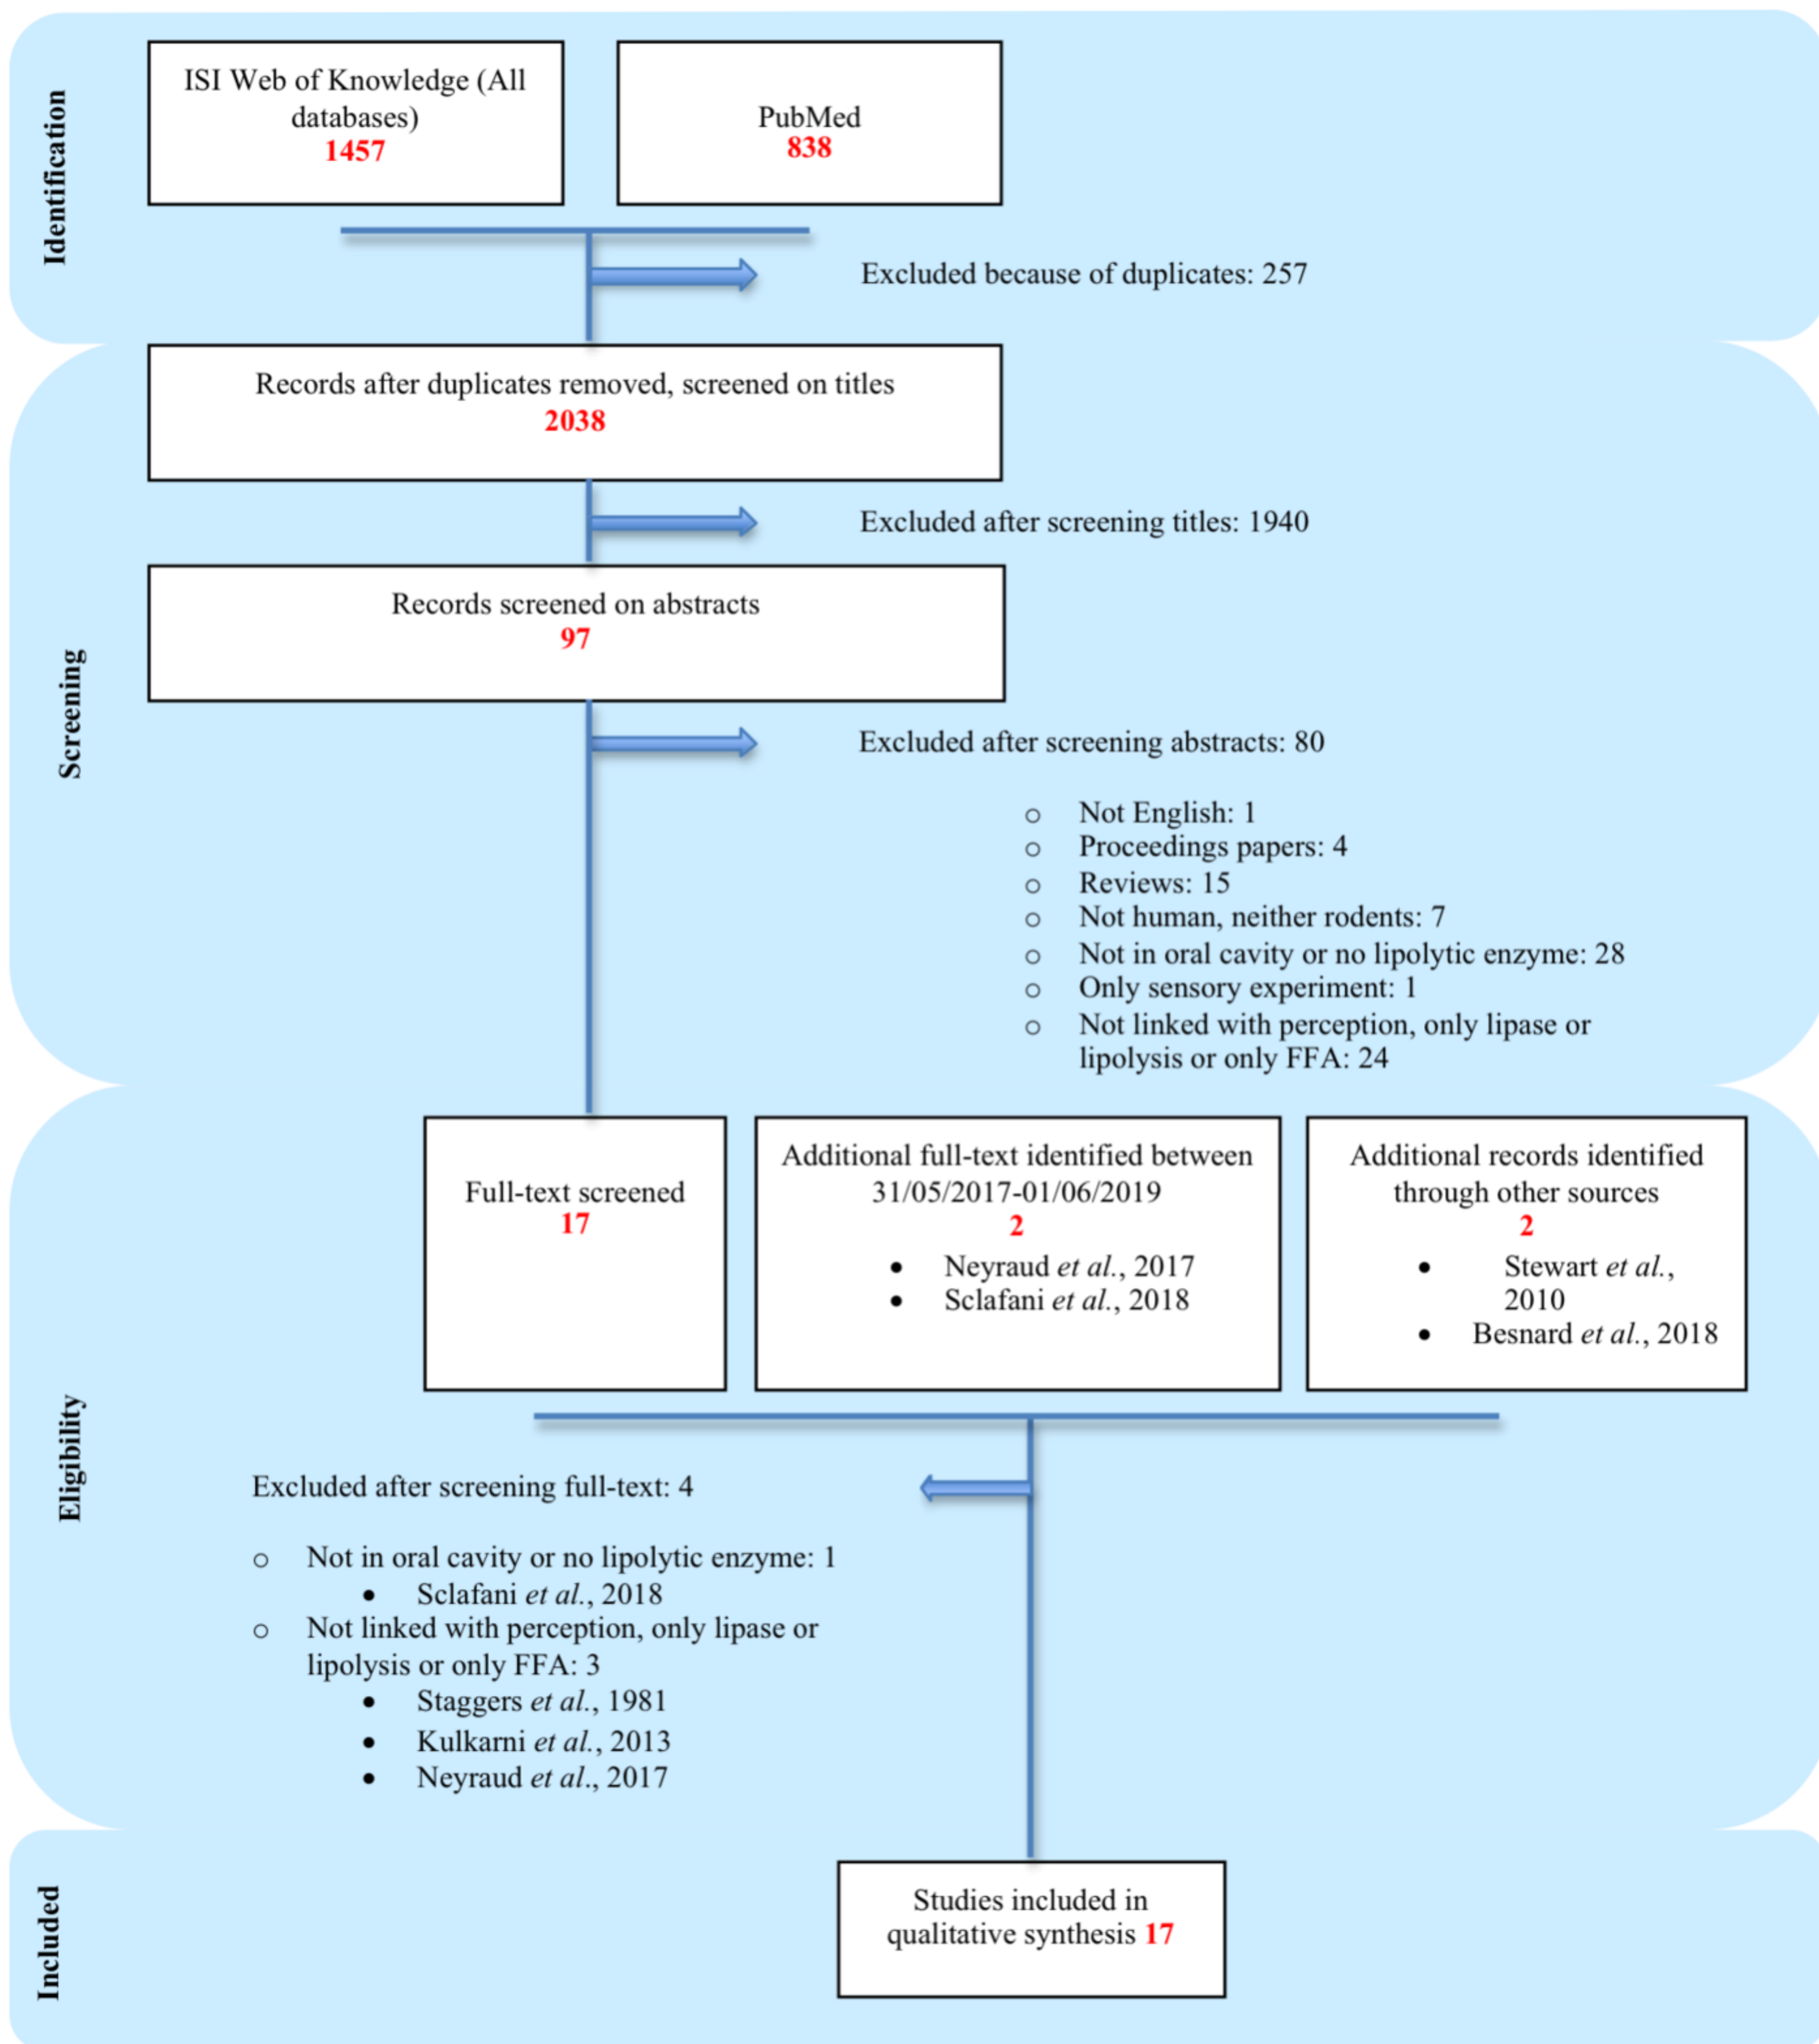 Identification
ISI Web of Knowledge (All
databases)
1457
PubMed
838
Excluded because of duplicates: 257
Screening
Records after duplicates removed, screened on titles
2038
Excluded after screening titles: 1940
Records screened on abstracts
97
Excluded after screening abstracts: 80
o Not English: 1
o Proceedings papers: 4
o Reviews: 15
o Not human, neither rodents: 7
o Not in oral cavity or no lipolytic enzyme: 28
o Only sensory experiment: 1
o Not linked with perception, only lipase or
lipolysis or only FFA: 24
Eligibility
Full-text screened
17
Additional full-text identified between
31/05/2017-01/06/2019
2
• Neyraud et al., 2017
• Sclafani et al., 2018
Additional records identified
through other sources
2
• Stewart et al.,
2010
• Besnard et al., 2018
Excluded after screening full-text: 4
o Not in oral cavity or no lipolytic enzyme: 1
• Sclafani et al., 2018
o Not linked with perception, only lipase or
lipolysis or only FFA: 3
• Staggers et al., 1981
• Kulkarni et al., 2013
• Neyraud et al., 2017
Included
Studies included in
qualitative synthesis 17